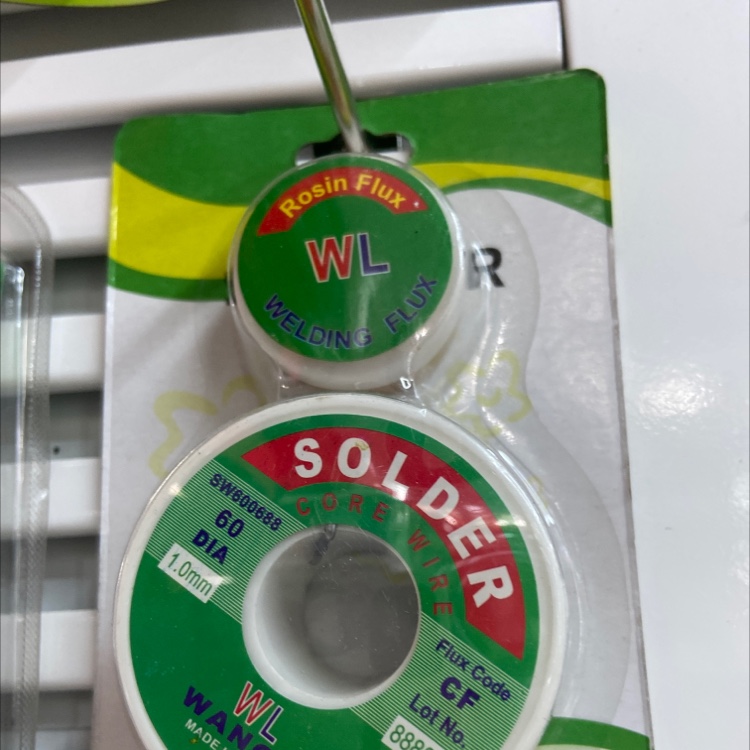 Rosin Flux
WL
WELDING FLUX
R
SOLDER
CORE WIRE
SW600688
60
DIA
1.0mm
Flux Code
CF
Lot No.
WL